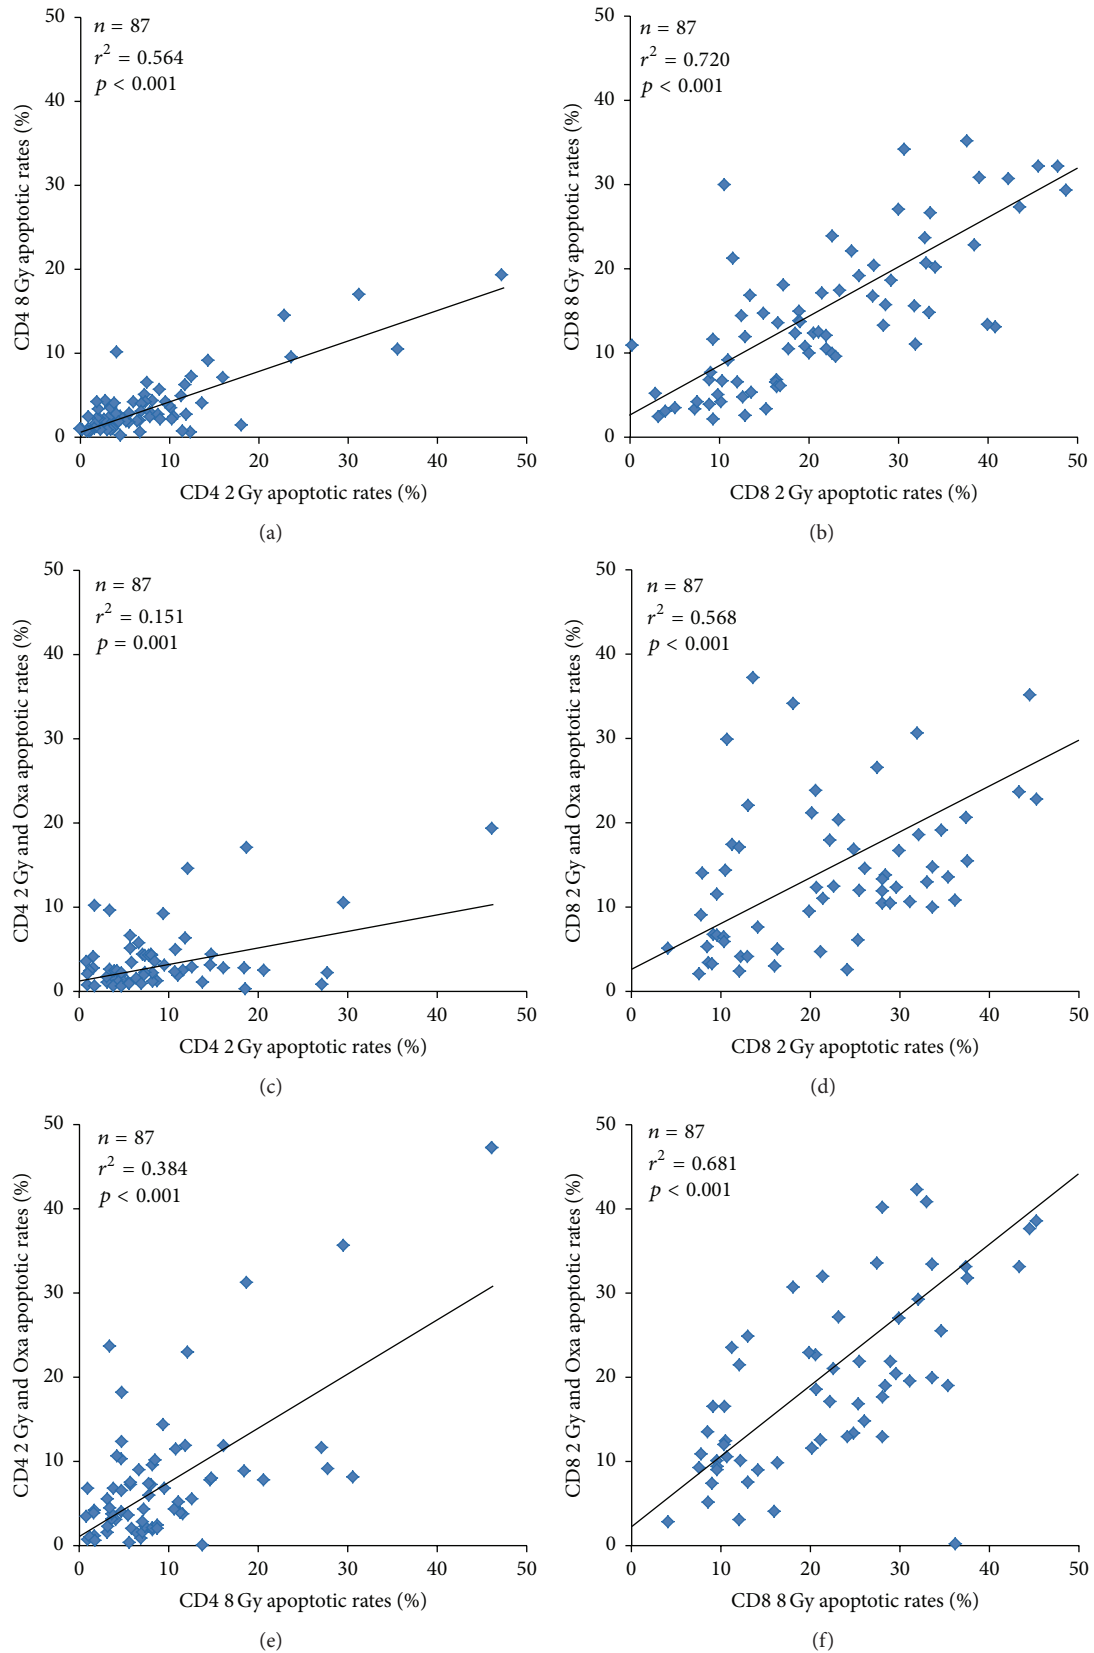 n = 87
r² = 0.564
p < 0.001
CD4 8 Gy apoptotic rates (%)
50
40
30
20
10
0
0 10 20 30 40 50
CD4 2 Gy apoptotic rates (%)
(a)
n = 87
r² = 0.720
p < 0.001
CD8 8 Gy apoptotic rates (%)
50
40
30
20
10
0
0 10 20 30 40 50
CD8 2 Gy apoptotic rates (%)
(b)
n = 87
r² = 0.151
p = 0.001
CD4 2 Gy and Oxa apoptotic rates (%)
50
40
30
20
10
0
0 10 20 30 40 50
CD4 2 Gy apoptotic rates (%)
(c)
n = 87
r² = 0.568
p < 0.001
CD8 2 Gy and Oxa apoptotic rates (%)
50
40
30
20
10
0
0 10 20 30 40 50
CD8 2 Gy apoptotic rates (%)
(d)
n = 87
r² = 0.384
p < 0.001
CD4 2 Gy and Oxa apoptotic rates (%)
50
40
30
20
10
0
0 10 20 30 40 50
CD4 8 Gy apoptotic rates (%)
(e)
n = 87
r² = 0.681
p < 0.001
CD8 2 Gy and Oxa apoptotic rates (%)
50
40
30
20
10
0
0 10 20 30 40 50
CD8 8 Gy apoptotic rates (%)
(f)